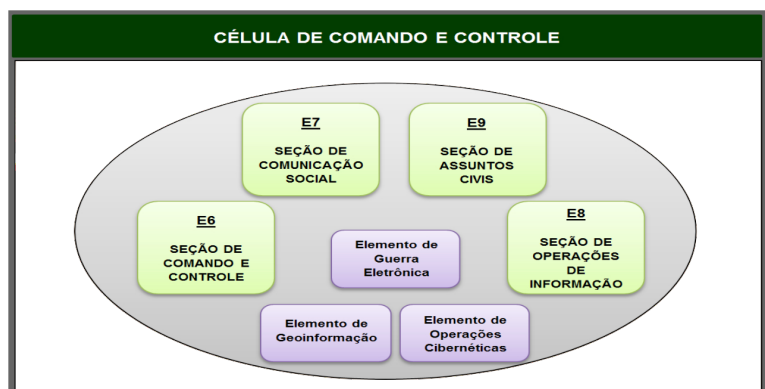 CÉLULA DE COMANDO E CONTROLE
E7
SEÇÃO DE
COMUNICAÇÃO
SOCIAL
E9
SEÇÃO DE
ASSUNTOS
CIVIS
E6
SEÇÃO DE
COMANDO E
CONTROLE
E8
SEÇÃO DE
OPERAÇÕES
DE
INFORMAÇÃO
Elemento de
Guerra
Eletrônica
Elemento de
Geoinformação
Elemento de
Operações
Cibernéticas